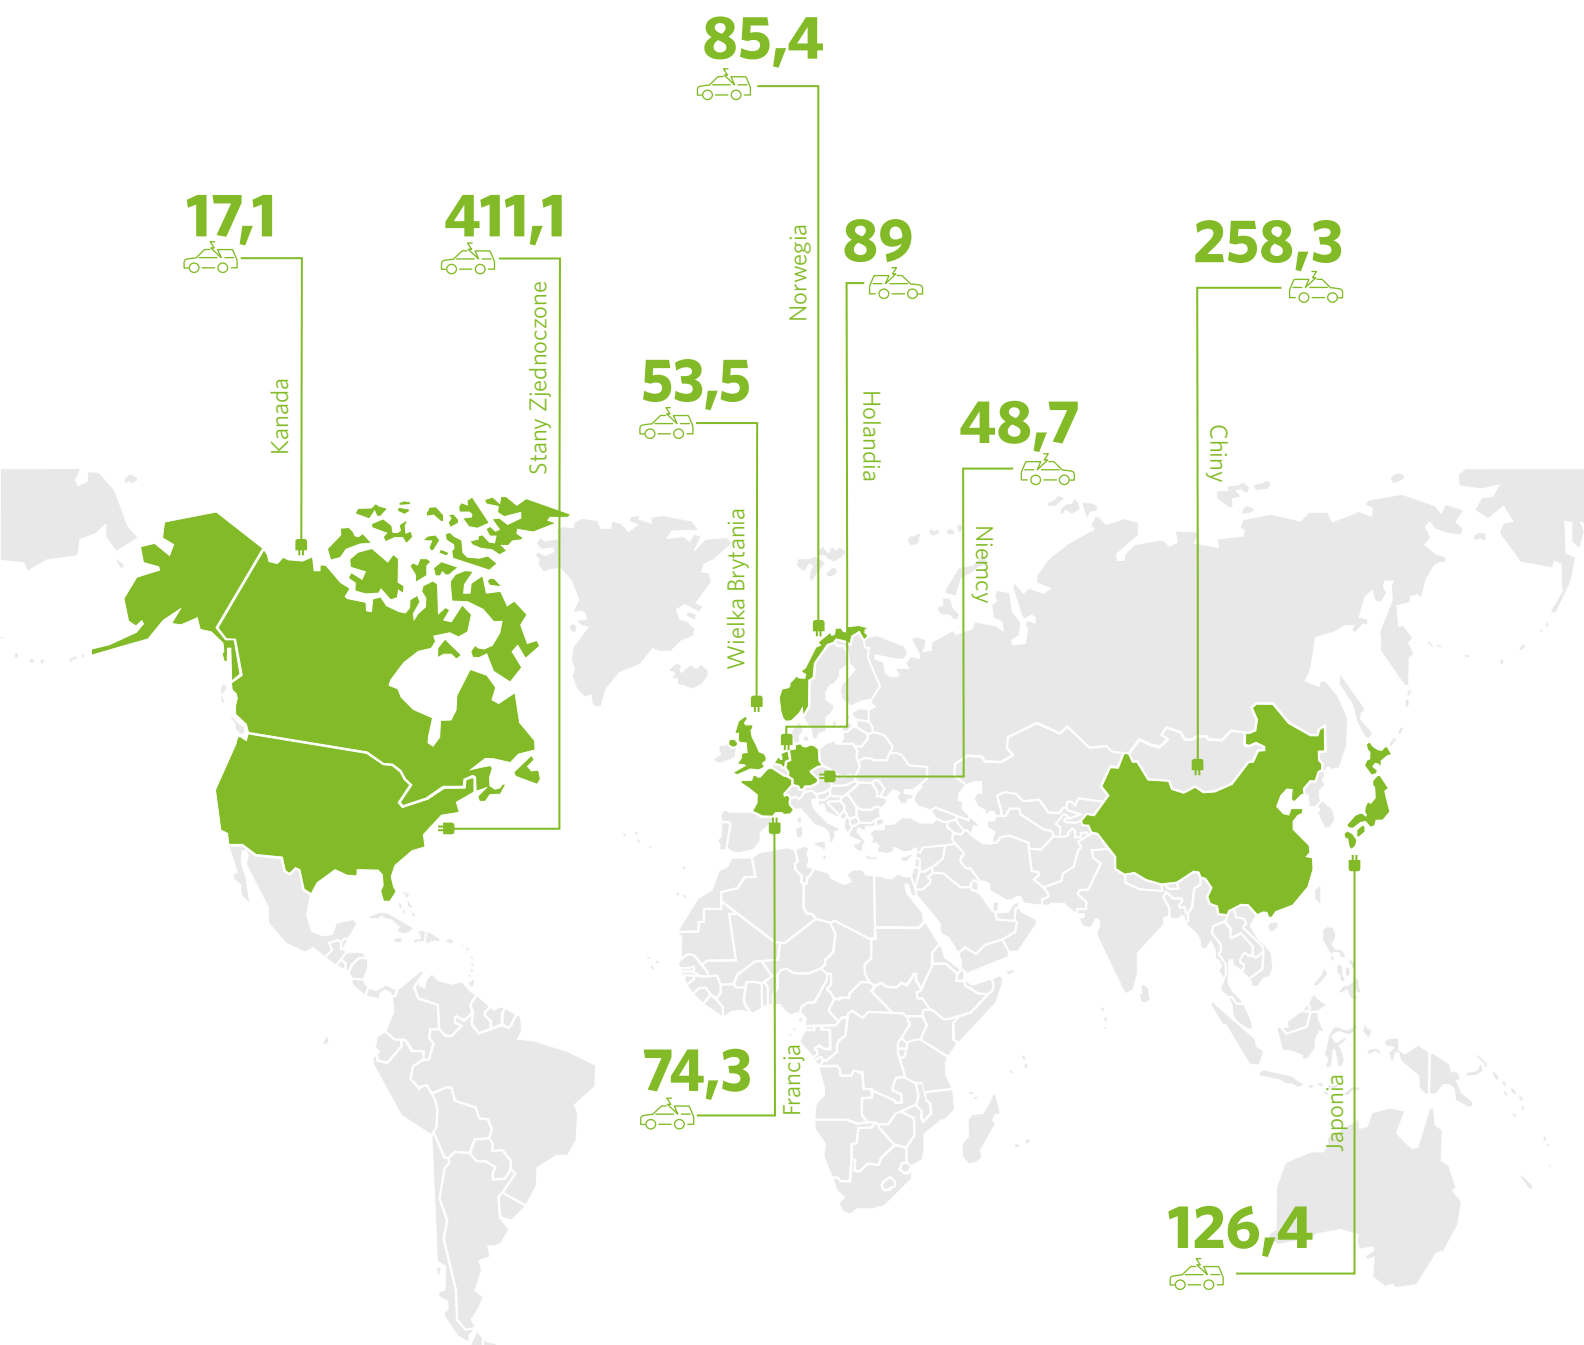 85,4
Norwegia
17,1
Kanada
411,1
Stany Zjednoczone
89
Holandia
258,3
Chiny
53,5
Wielka Brytania
48,7
Niemcy
74,3
Francja
126,4
Japonia